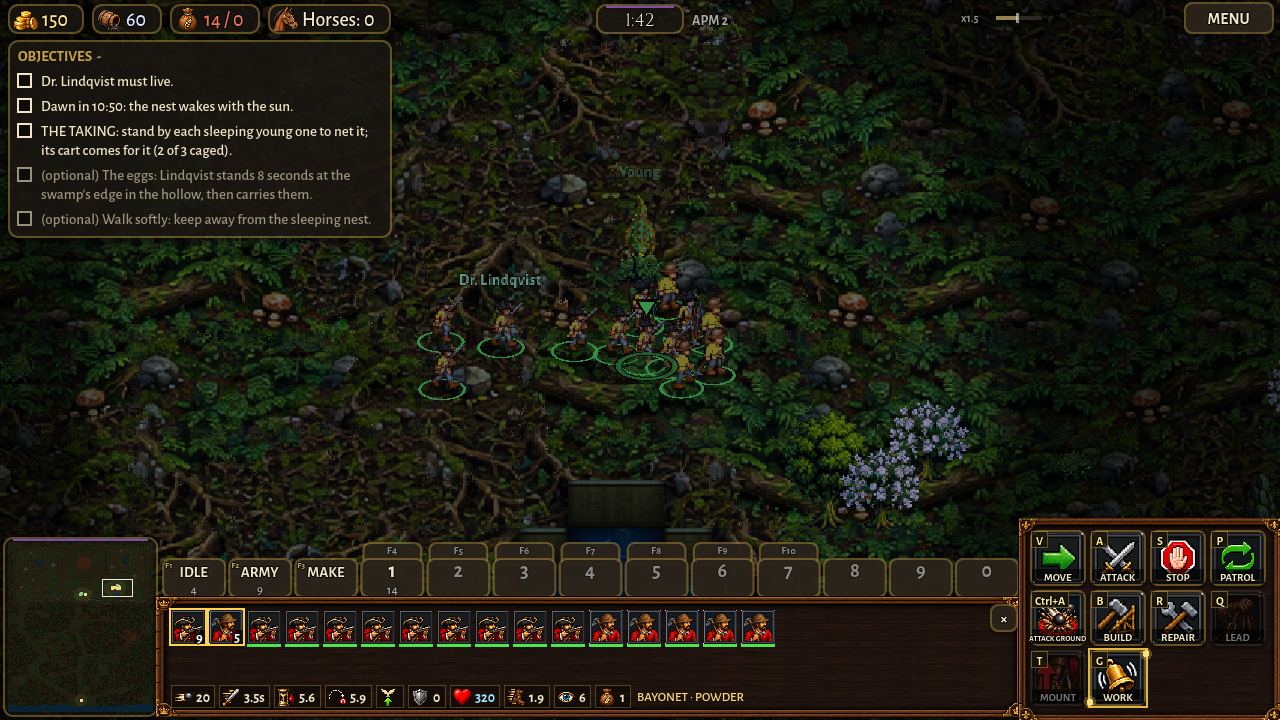 150
60
14 / 0
Horses: 0
1:42
APM 2
x1.5
MENU
OBJECTIVES -
Dr. Lindqvist must live.
Dawn in 10:50: the nest wakes with the sun.
THE TAKING: stand by each sleeping young one to net it;
its cart comes for it (2 of 3 caged).
(optional) The eggs: Lindqvist stands 8 seconds at the
swamp's edge in the hollow, then carries them.
(optional) Walk softly: keep away from the sleeping nest.
Young
Dr. Lindqvist
F4 F5 F6 F7 F8 F9 F10
F1 IDLE 4
F2 ARMY 9
F3 MAKE
1 14
2 3 4 5 6 7 8 9 0
9 5
×
20 3.5s 5.6 5.9 0 320 1.9 6 1 BAYONET · POWDER
V MOVE
A ATTACK
S STOP
P PATROL
Ctrl+A ATTACK GROUND
B BUILD
R REPAIR
Q LEAD
T MOUNT
G WORK